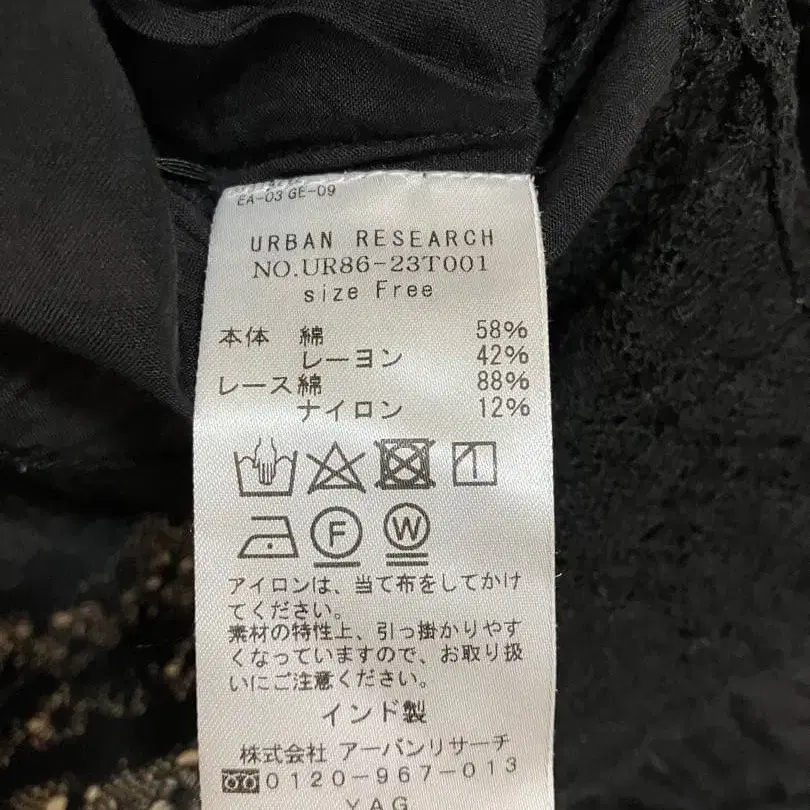 EA-03 GE-09
URBAN RESEARCH
NO.UR86-23T001
size Free
本体 綿 58%
レーヨン 42%
レース綿 88%
ナイロン 12%
F W
アイロンは、当て布をしてかけ
てください。
素材の特性上、引っ掛かりやす
くなっていますので、お取り扱
いにご注意ください。
インド製
株式会社 アーバンリサーチ
0120-967-013
YAG